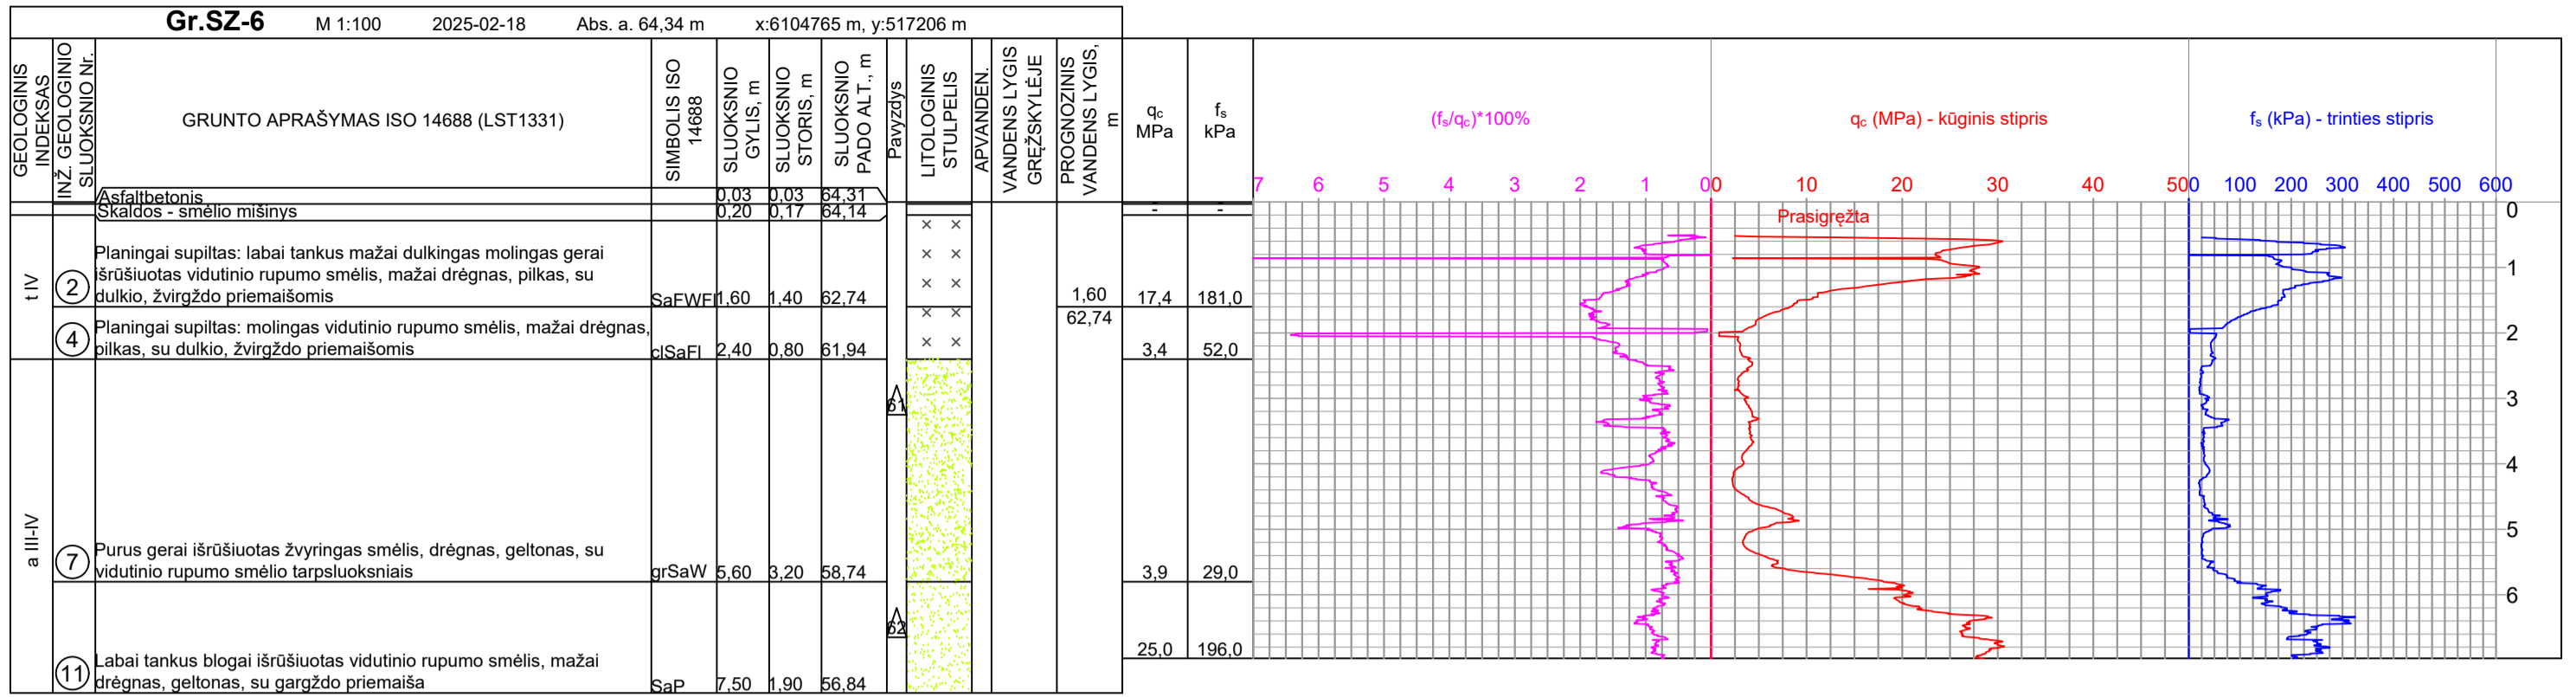 Gr.SZ-6 M 1:100 2025-02-18 Abs. a. 64,34 m x:6104765 m, y:517206 m
GEOLOGINIS
INDEKSAS
INŽ. GEOLOGINIO
SLUOKSNIO Nr.
GRUNTO APRAŠYMAS ISO 14688 (LST1331)
SIMBOLIS ISO
14688
SLUOKSNIO
GYLIS, m
SLUOKSNIO
STORIS, m
SLUOKSNIO
PADO ALT., m
Pavyzdys
LITOLOGINIS
STULPELIS
APVANDEN.
VANDENS LYGIS
GRĘŽSKYLĖJE
PROGNOZINIS
VANDENS LYGIS,
m
qc
MPa
fs
kPa
(fs/qc)*100%
qc (MPa) - kūginis stipris
fs (kPa) - trinties stipris
7 6 5 4 3 2 1 0
0 10 20 30 40 50
0 100 200 300 400 500 600
Asfaltbetonis 0,03 0,03 64,31
- -
Skaldos - smėlio mišinys 0,20 0,17 64,14
- -
Prasigręžta
t IV
2
Planingai supiltas: labai tankus mažai dulkingas molingas gerai
išrūšiuotas vidutinio rupumo smėlis, mažai drėgnas, pilkas, su
dulkio, žvirgždo priemaišomis
SaFWFI 1,60 1,40 62,74 1,60 17,4 181,0
62,74
4
Planingai supiltas: molingas vidutinio rupumo smėlis, mažai drėgnas,
pilkas, su dulkio, žvirgždo priemaišomis
clSaFI 2,40 0,80 61,94 3,4 52,0
61
a III-IV
7
Purus gerai išrūšiuotas žvyringas smėlis, drėgnas, geltonas, su
vidutinio rupumo smėlio tarpsluoksniais
grSaW 5,60 3,20 58,74 3,9 29,0
62
25,0 196,0
11
Labai tankus blogai išrūšiuotas vidutinio rupumo smėlis, mažai
drėgnas, geltonas, su gargždo priemaiša
SaP 7,50 1,90 56,84
0
1
2
3
4
5
6